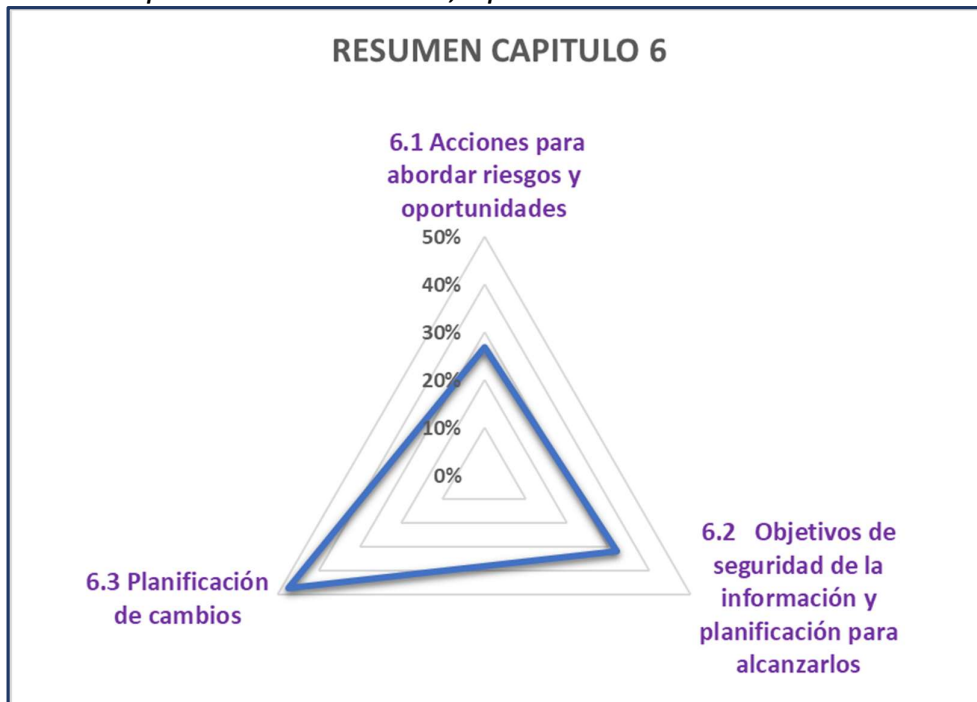 RESUMEN CAPITULO 6
6.1 Acciones para
abordar riesgos y
oportunidades
50%
40%
30%
20%
10%
0%
6.2 Objetivos de
seguridad de la
información y
planificación para
alcanzarlos
6.3 Planificación
de cambios